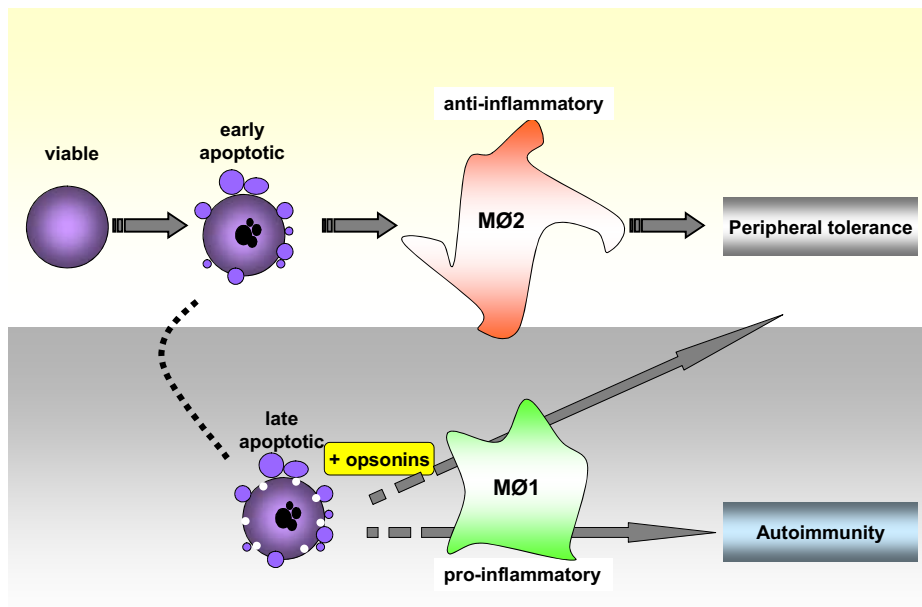 anti-inflammatory
early
apoptotic
viable
MØ2
Peripheral tolerance
late
apoptotic
+ opsonins
MØ1
Autoimmunity
pro-inflammatory